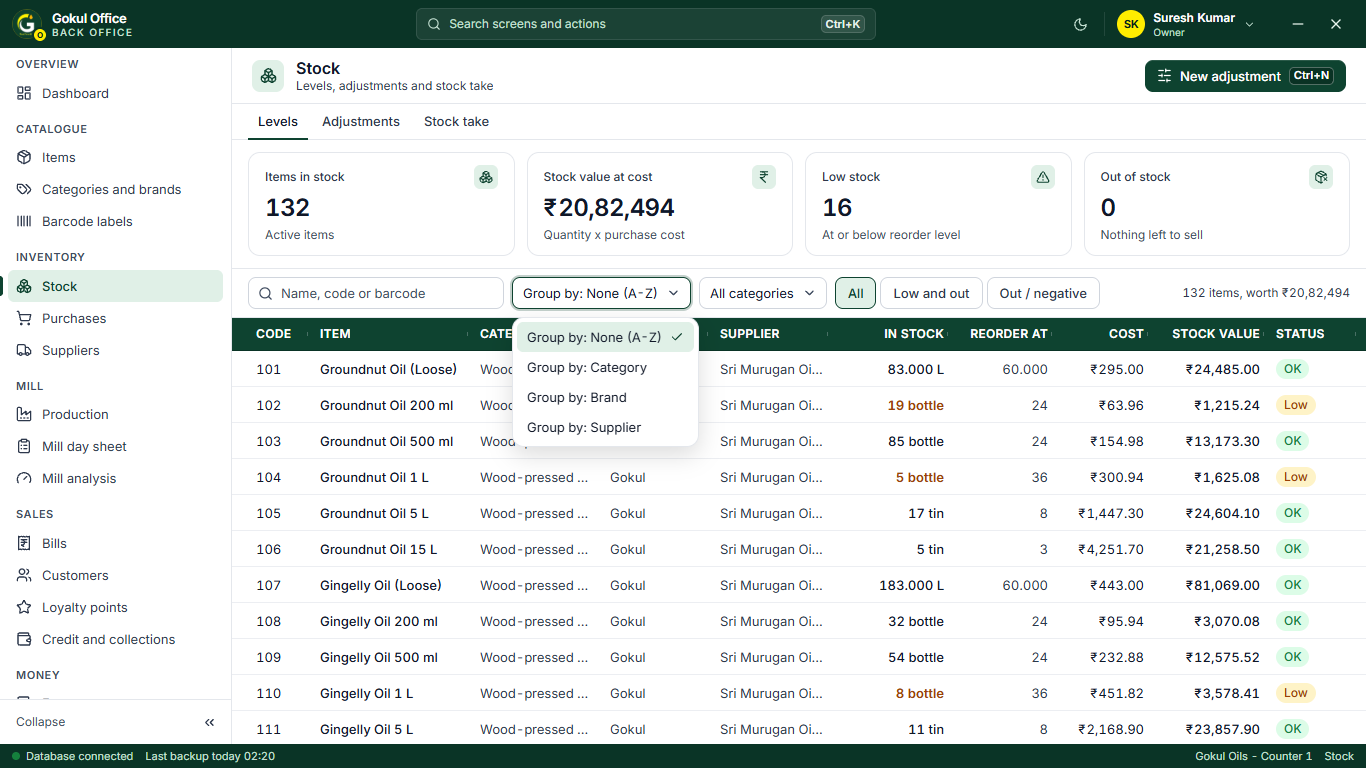 Gokul Office
BACK OFFICE
Search screens and actions Ctrl+K
SK Suresh Kumar
Owner
OVERVIEW
Dashboard
CATALOGUE
Items
Categories and brands
Barcode labels
INVENTORY
Stock
Purchases
Suppliers
MILL
Production
Mill day sheet
Mill analysis
SALES
Bills
Customers
Loyalty points
Credit and collections
MONEY
Collapse
Stock
Levels, adjustments and stock take
New adjustment Ctrl+N
Levels Adjustments Stock take
Items in stock
132
Active items
Stock value at cost
₹20,82,494
Quantity x purchase cost
Low stock
16
At or below reorder level
Out of stock
0
Nothing left to sell
Name, code or barcode Group by: None (A-Z) All categories All Low and out Out / negative 132 items, worth ₹20,82,494
Group by: None (A-Z)
Group by: Category
Group by: Brand
Group by: Supplier
CODE ITEM CATE SUPPLIER IN STOCK REORDER AT COST STOCK VALUE STATUS
101 Groundnut Oil (Loose) Wood Sri Murugan Oi... 83.000 L 60.000 ₹295.00 ₹24,485.00 OK
102 Groundnut Oil 200 ml Wood Sri Murugan Oi... 19 bottle 24 ₹63.96 ₹1,215.24 Low
103 Groundnut Oil 500 ml Wood Sri Murugan Oi... 85 bottle 24 ₹154.98 ₹13,173.30 OK
104 Groundnut Oil 1 L Wood-pressed ... Gokul Sri Murugan Oi... 5 bottle 36 ₹300.94 ₹1,625.08 Low
105 Groundnut Oil 5 L Wood-pressed ... Gokul Sri Murugan Oi... 17 tin 8 ₹1,447.30 ₹24,604.10 OK
106 Groundnut Oil 15 L Wood-pressed ... Gokul Sri Murugan Oi... 5 tin 3 ₹4,251.70 ₹21,258.50 OK
107 Gingelly Oil (Loose) Wood-pressed ... Gokul Sri Murugan Oi... 183.000 L 60.000 ₹443.00 ₹81,069.00 OK
108 Gingelly Oil 200 ml Wood-pressed ... Gokul Sri Murugan Oi... 32 bottle 24 ₹95.94 ₹3,070.08 OK
109 Gingelly Oil 500 ml Wood-pressed ... Gokul Sri Murugan Oi... 54 bottle 24 ₹232.88 ₹12,575.52 OK
110 Gingelly Oil 1 L Wood-pressed ... Gokul Sri Murugan Oi... 8 bottle 36 ₹451.82 ₹3,578.41 Low
111 Gingelly Oil 5 L Wood-pressed ... Gokul Sri Murugan Oi... 11 tin 8 ₹2,168.90 ₹23,857.90 OK
Database connected Last backup today 02:20 Gokul Oils - Counter 1 Stock